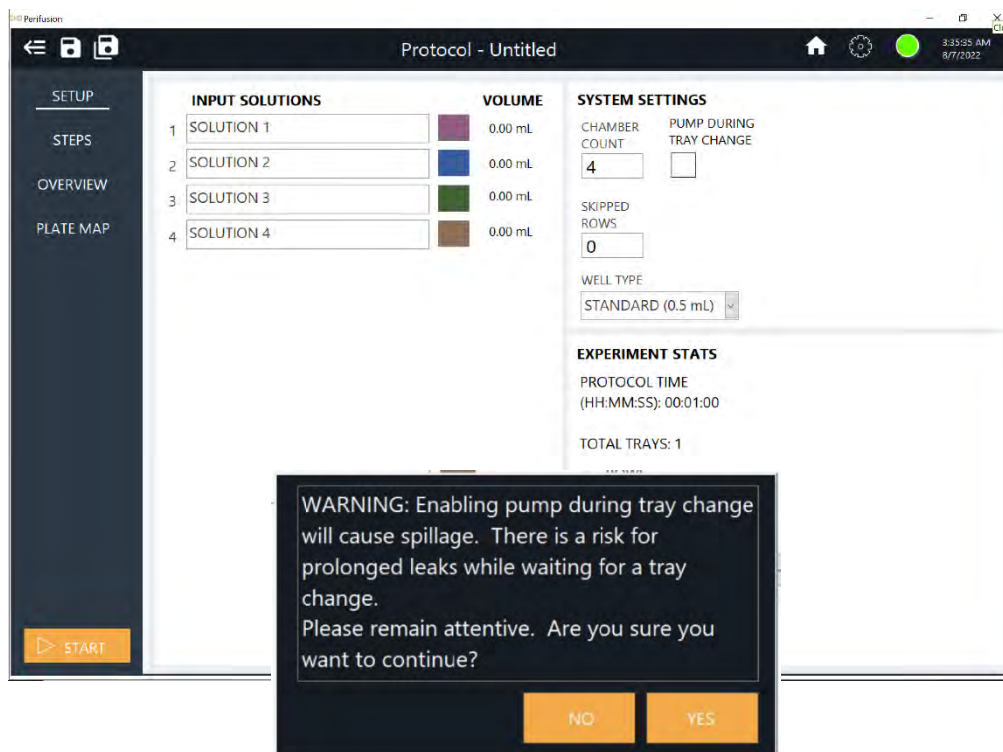 Perifusion
Clo
Protocol - Untitled
3:35:35 AM
8/7/2022
SETUP
STEPS
OVERVIEW
PLATE MAP
START
INPUT SOLUTIONS VOLUME
1 SOLUTION 1 0.00 mL
2 SOLUTION 2 0.00 mL
3 SOLUTION 3 0.00 mL
4 SOLUTION 4 0.00 mL
SYSTEM SETTINGS
CHAMBER
COUNT
4
PUMP DURING
TRAY CHANGE
SKIPPED
ROWS
0
WELL TYPE
STANDARD (0.5 mL)
EXPERIMENT STATS
PROTOCOL TIME
(HH:MM:SS): 00:01:00
TOTAL TRAYS: 1
WARNING: Enabling pump during tray change
will cause spillage. There is a risk for
prolonged leaks while waiting for a tray
change.
Please remain attentive. Are you sure you
want to continue?
NO YES